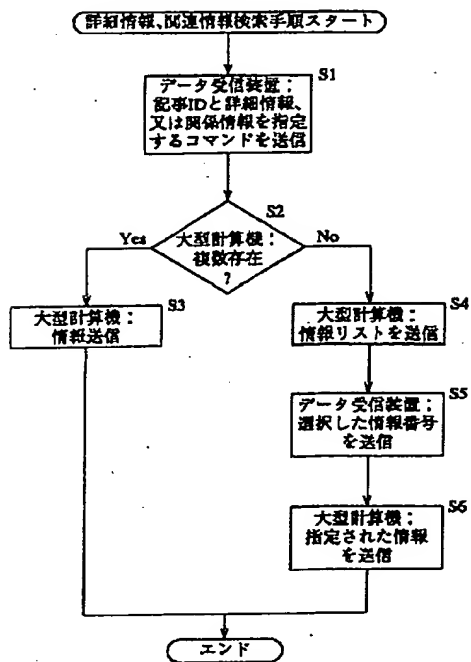 詳細情報、関連情報検索手順スタート
S1
データ受信装置：
記事IDと詳細情報、
又は関係情報を指定
するコマンドを送信
S2
大型計算機：
複数存在
？
Yes
No
S3
大型計算機：
情報送信
S4
大型計算機：
情報リストを送信
S5
データ受信装置：
選択した情報番号
を送信
S6
大型計算機：
指定された情報
を送信
エンド